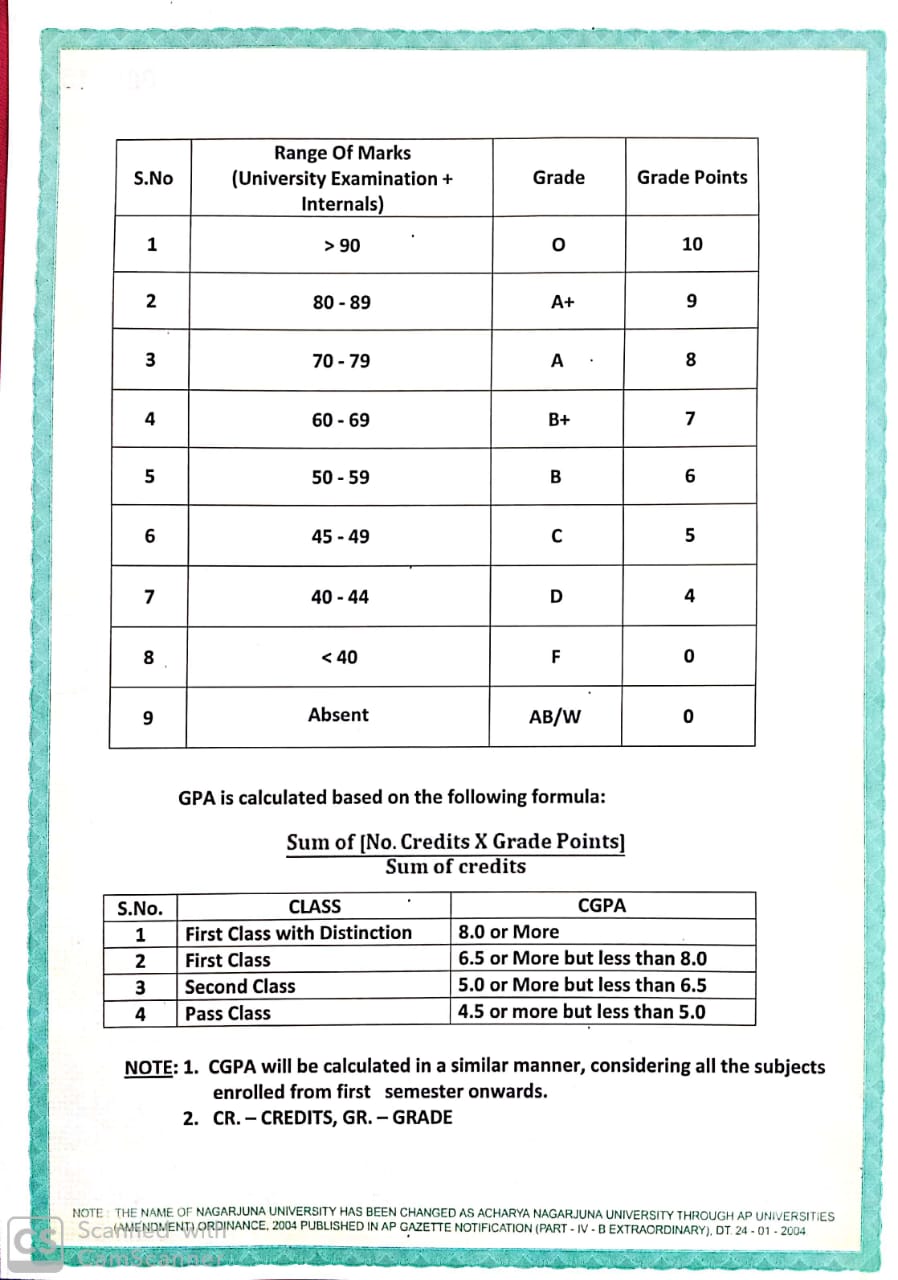 S.No Range Of Marks (University Examination + Internals) Grade Grade Points
1 > 90 O 10
2 80 - 89 A+ 9
3 70 - 79 A 8
4 60 - 69 B+ 7
5 50 - 59 B 6
6 45 - 49 C 5
7 40 - 44 D 4
8 < 40 F 0
9 Absent AB/W 0
GPA is calculated based on the following formula:
Sum of [No. Credits X Grade Points]
Sum of credits
S.No. CLASS CGPA
1 First Class with Distinction 8.0 or More
2 First Class 6.5 or More but less than 8.0
3 Second Class 5.0 or More but less than 6.5
4 Pass Class 4.5 or more but less than 5.0
NOTE: 1. CGPA will be calculated in a similar manner, considering all the subjects
enrolled from first semester onwards.
2. CR. – CREDITS, GR. – GRADE
NOTE : THE NAME OF NAGARJUNA UNIVERSITY HAS BEEN CHANGED AS ACHARYA NAGARJUNA UNIVERSITY THROUGH AP UNIVERSITIES
(AMENDMENT) ORDINANCE, 2004 PUBLISHED IN AP GAZETTE NOTIFICATION (PART - IV - B EXTRAORDINARY), DT. 24 - 01 - 2004
CS Scanned with
CamScanner